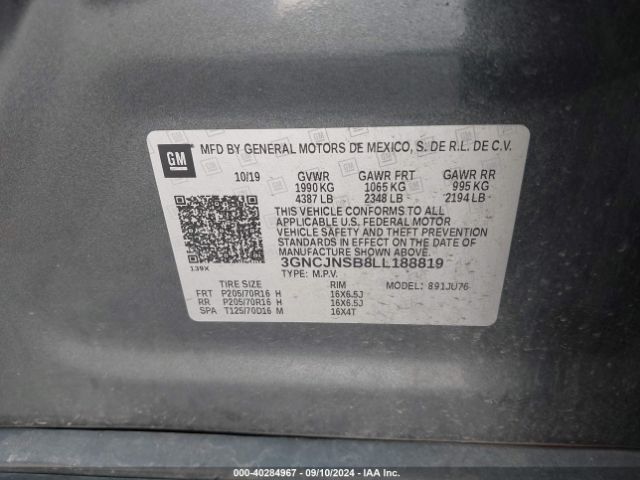 GM MFD BY GENERAL MOTORS DE MEXICO, S. DE R.L. DE C.V.
10/19 GVWR GAWR FRT GAWR RR
1990 KG 1065 KG 995 KG
4387 LB 2348 LB 2194 LB
THIS VEHICLE CONFORMS TO ALL
APPLICABLE U.S. FEDERAL MOTOR
VEHICLE SAFETY AND THEFT PREVENTION
STANDARDS IN EFFECT ON THE DATE OF
MANUFACTURE SHOWN ABOVE.
3GNCJNSB8LL188819
139X
TYPE: M.P.V.
TIRE SIZE RIM MODEL: 891JU76
FRT P205/70R16 H 16X6.5J
RR P205/70R16 H 16X6.5J
SPA T125/70D16 M 16X4T
000-40284967 - 09/10/2024 - IAA Inc.